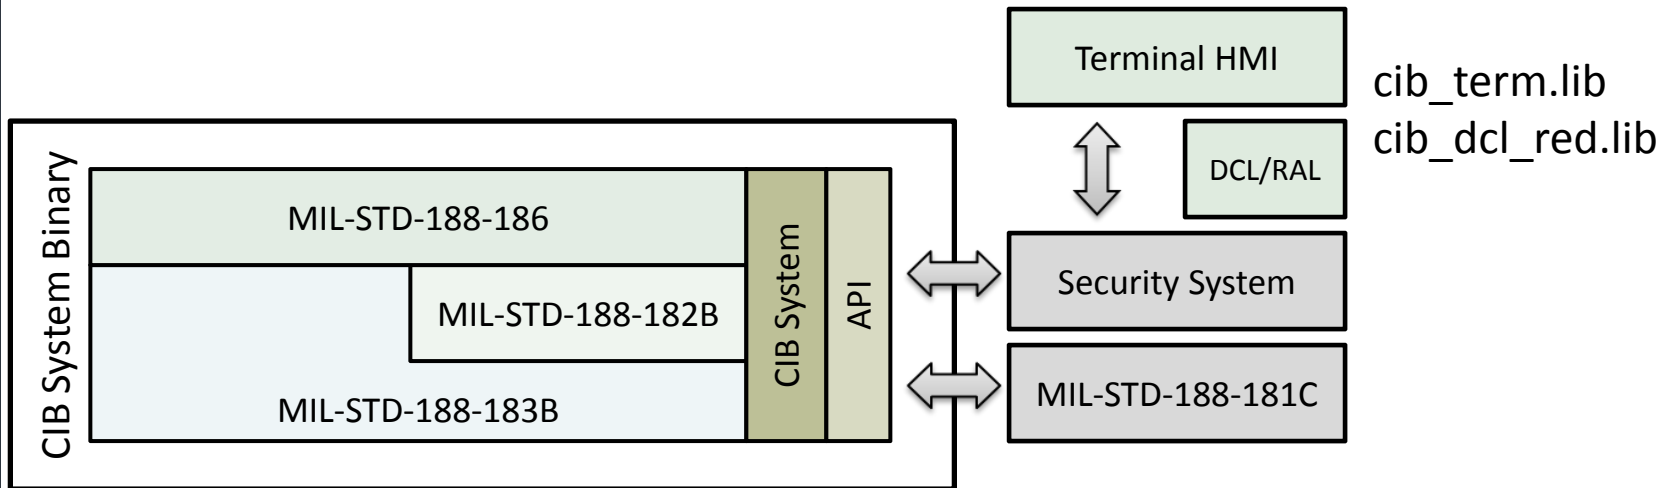 Terminal HMI
cib_term.lib
cib_dcl_red.lib
DCL/RAL
CIB System Binary
MIL-STD-188-186
MIL-STD-188-182B
MIL-STD-188-183B
CIB System
API
Security System
MIL-STD-188-181C